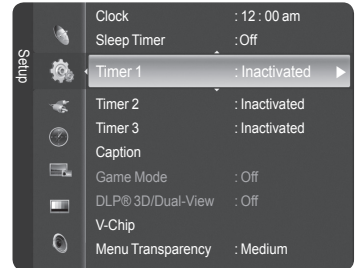 Setup
Clock : 12 : 00 am
Sleep Timer :Off
Timer 1 : Inactivated
Timer 2 : Inactivated
Timer 3 : Inactivated
Caption
Game Mode : Off
DLP® 3D/Dual-View : Off
V-Chip
Menu Transparency : Medium